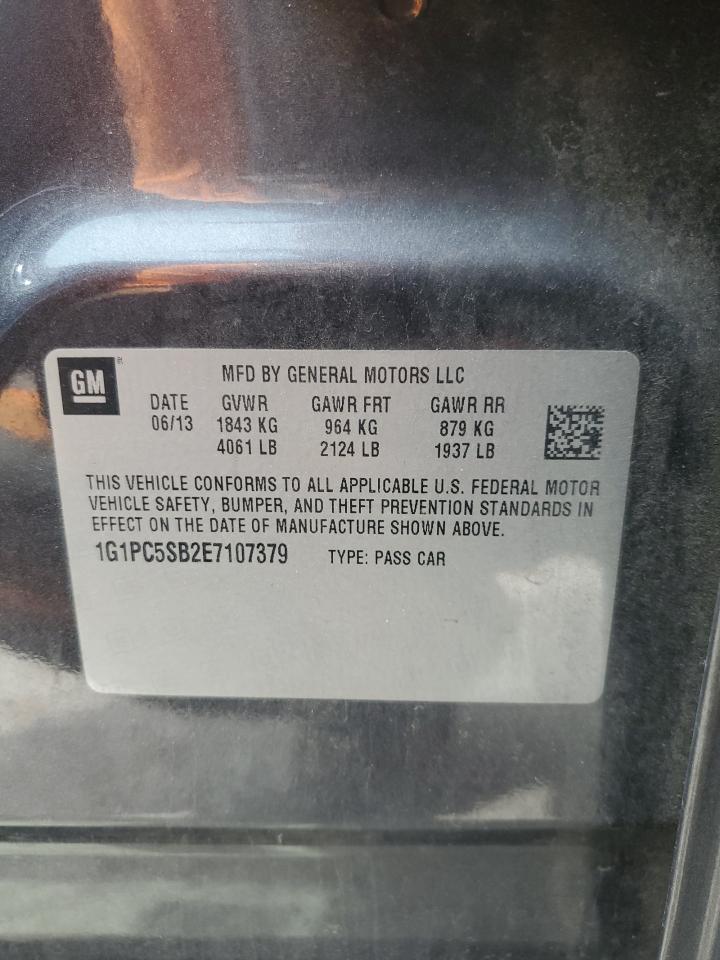 GM
MFD BY GENERAL MOTORS LLC
DATE GVWR GAWR FRT GAWR RR
06/13 1843 KG 964 KG 879 KG
4061 LB 2124 LB 1937 LB
THIS VEHICLE CONFORMS TO ALL APPLICABLE U.S. FEDERAL MOTOR
VEHICLE SAFETY, BUMPER, AND THEFT PREVENTION STANDARDS IN
EFFECT ON THE DATE OF MANUFACTURE SHOWN ABOVE.
1G1PC5SB2E7107379 TYPE: PASS CAR